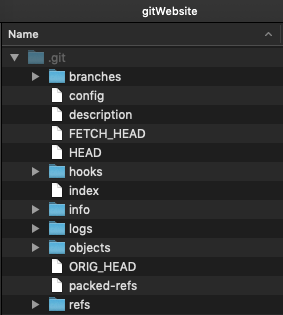 gitWebsite
Name
.git
branches
config
description
FETCH_HEAD
HEAD
hooks
index
info
logs
objects
ORIG_HEAD
packed-refs
refs